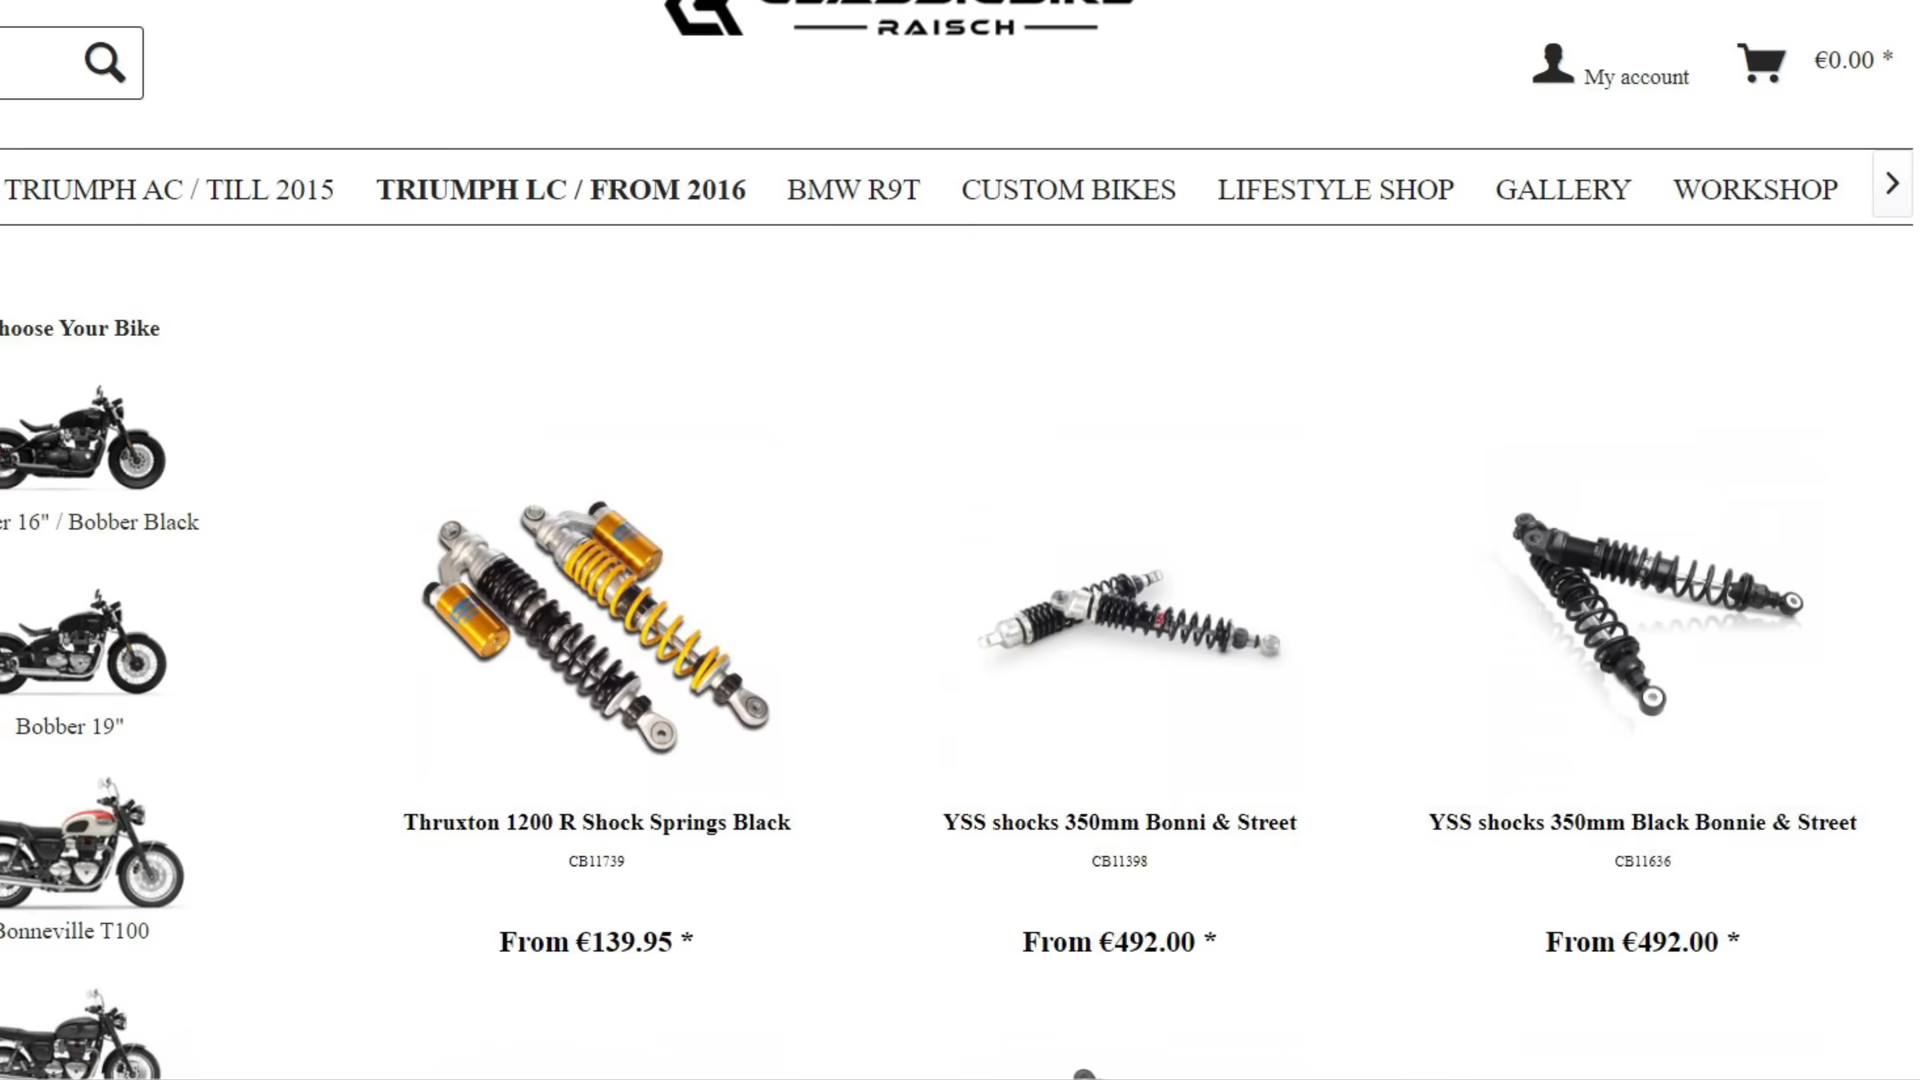 RAISCH
My account
€0.00 *
TRIUMPH AC / TILL 2015 TRIUMPH LC / FROM 2016 BMW R9T CUSTOM BIKES LIFESTYLE SHOP GALLERY WORKSHOP
hoose Your Bike
er 16" / Bobber Black
Bobber 19"
Bonneville T100
Thruxton 1200 R Shock Springs Black
CB11739
From €139.95 *
YSS shocks 350mm Bonni & Street
CB11398
From €492.00 *
YSS shocks 350mm Black Bonnie & Street
CB11636
From €492.00 *